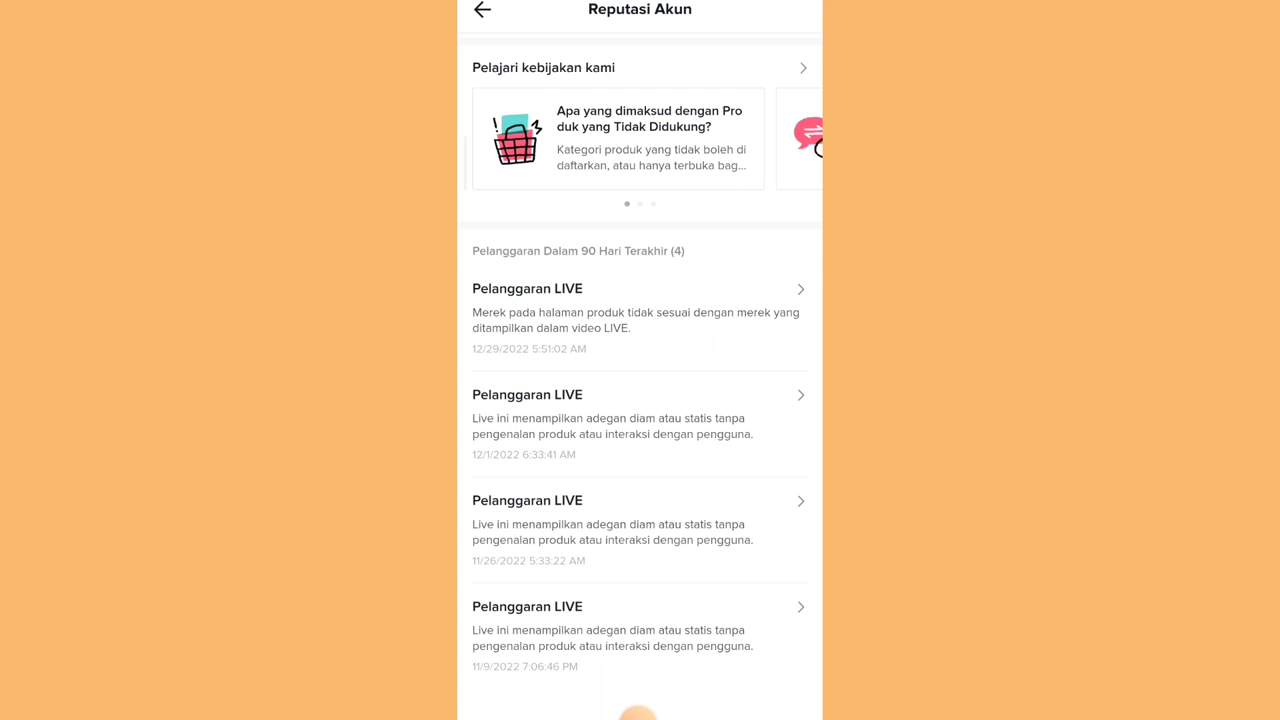 Reputasi Akun
Pelajari kebijakan kami
Apa yang dimaksud dengan Pro
duk yang Tidak Didukung?
Kategori produk yang tidak boleh di
daftarkan, atau hanya terbuka bag...
Pelanggaran Dalam 90 Hari Terakhir (4)
Pelanggaran LIVE
Merek pada halaman produk tidak sesuai dengan merek yang
ditampilkan dalam video LIVE.
12/29/2022 5:51:02 AM
Pelanggaran LIVE
Live ini menampilkan adegan diam atau statis tanpa
pengenalan produk atau interaksi dengan pengguna.
12/1/2022 6:33:41 AM
Pelanggaran LIVE
Live ini menampilkan adegan diam atau statis tanpa
pengenalan produk atau interaksi dengan pengguna.
11/26/2022 5:33:22 AM
Pelanggaran LIVE
Live ini menampilkan adegan diam atau statis tanpa
pengenalan produk atau interaksi dengan pengguna.
11/9/2022 7:06:46 PM